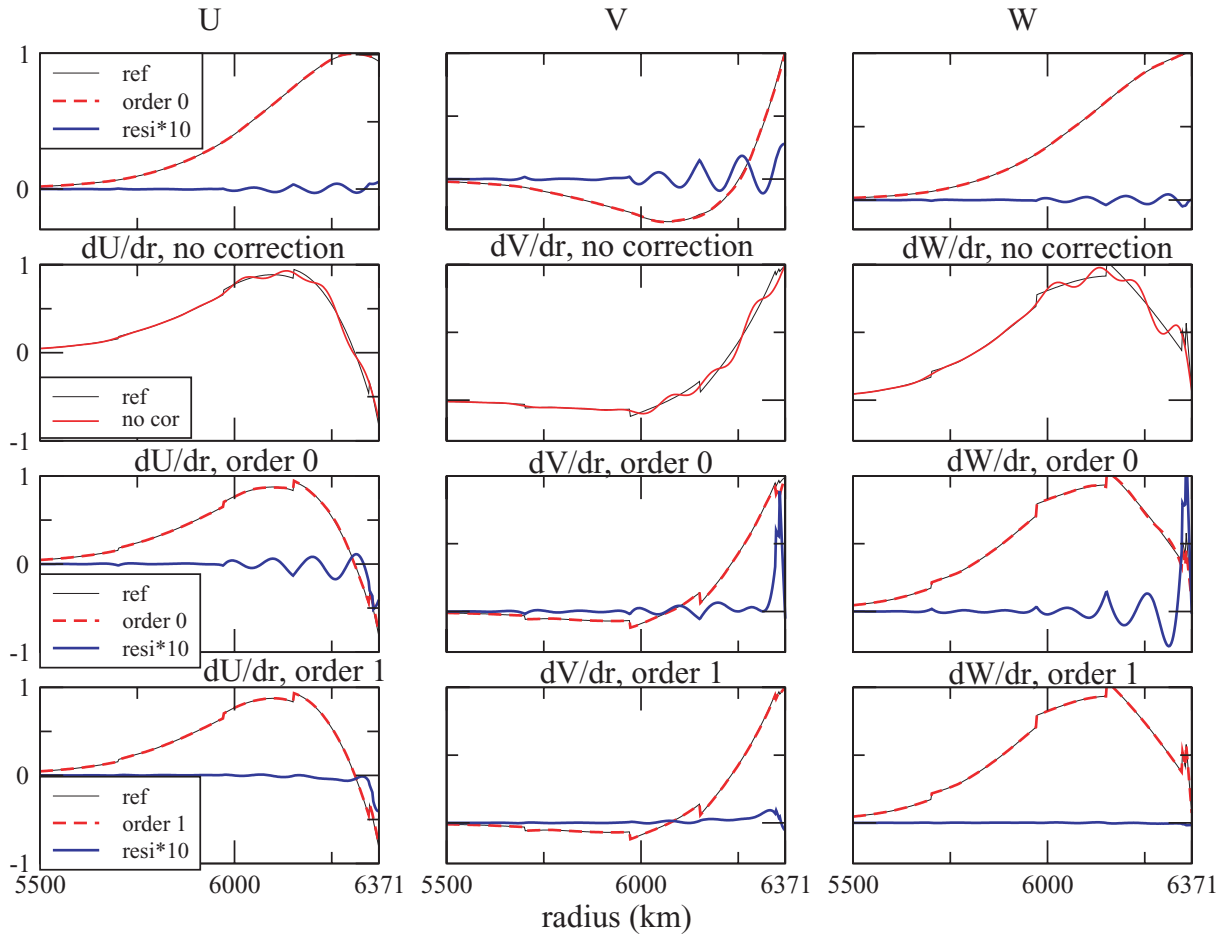 U V W
1
ref
order 0
resi*10
0
dU/dr, no correction dV/dr, no correction dW/dr, no correction
1
0
ref
no cor
-1
dU/dr, order 0 dV/dr, order 0 dW/dr, order 0
1
0
ref
order 0
resi*10
-1
dU/dr, order 1 dV/dr, order 1 dW/dr, order 1
1
0
ref
order 1
resi*10
-1
5500 6000 6371 6000 6371 6000 6371
radius (km)